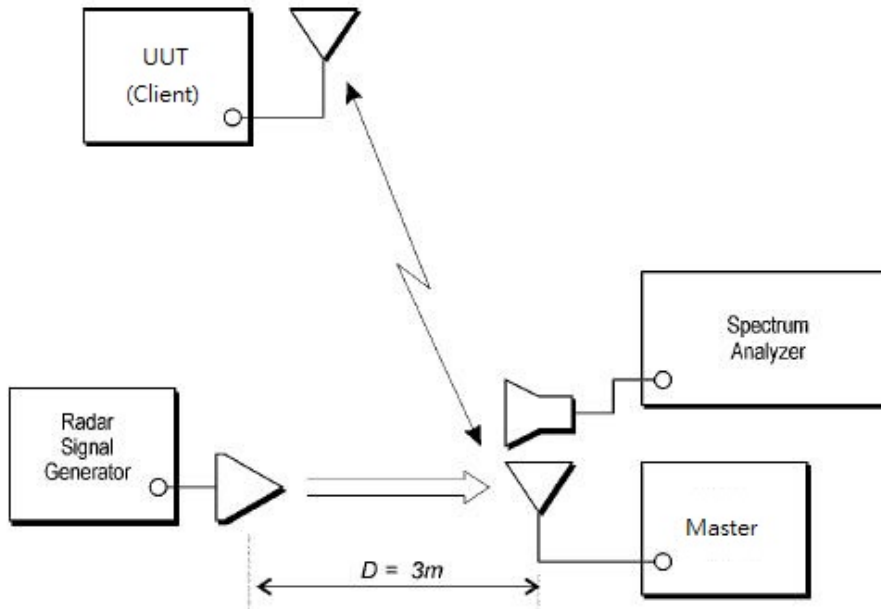 UUT
(Client)
Spectrum
Analyzer
Radar
Signal
Generator
Master
D = 3m